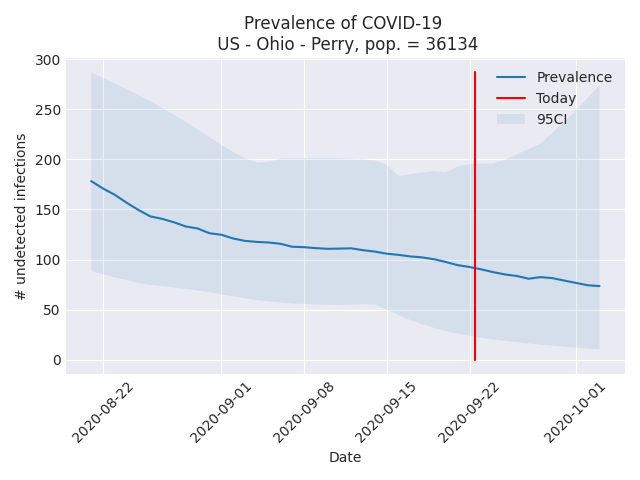 Prevalence of COVID-19
US - Ohio - Perry, pop. = 36134
300
250
200
150
100
50
0
# undetected infections
Prevalence
Today
95CI
2020-08-22
2020-09-01
2020-09-08
2020-09-15
2020-09-22
2020-10-01
Date